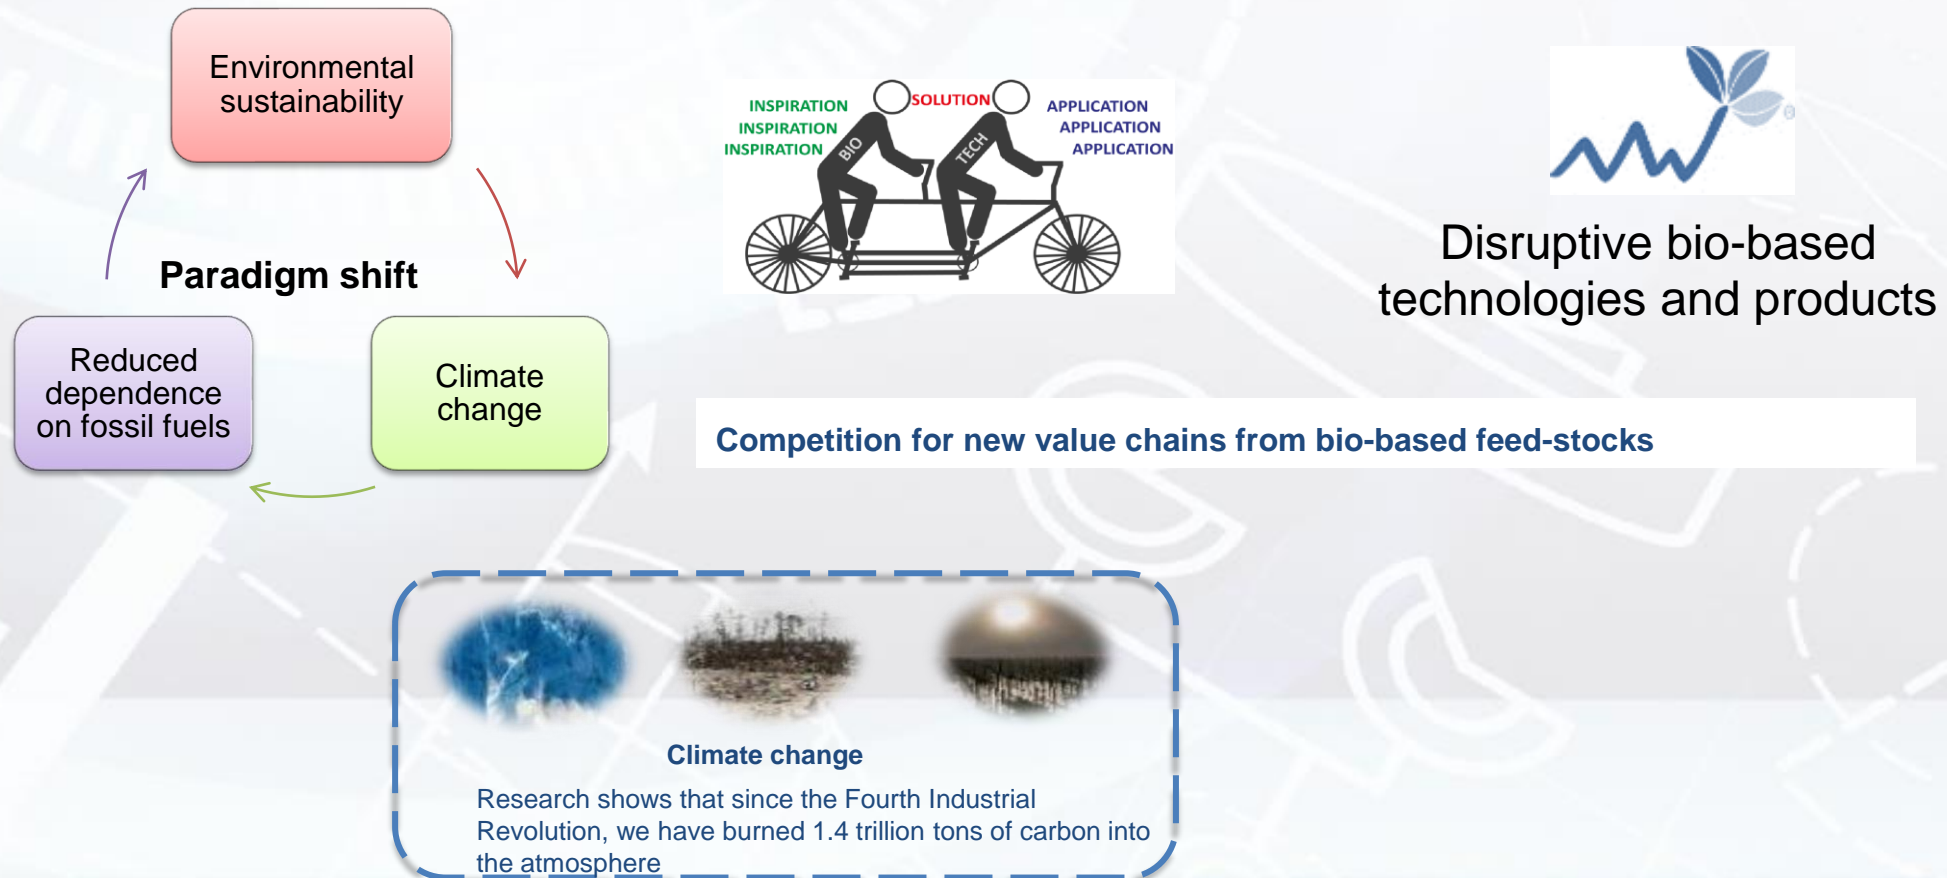 Environmental
sustainability
Paradigm shift
Reduced
dependence
on fossil fuels
Climate
change
INSPIRATION
INSPIRATION
INSPIRATION
SOLUTION
APPLICATION
APPLICATION
APPLICATION
BIO
TECH
Disruptive bio-based
technologies and products
Competition for new value chains from bio-based feed-stocks
Climate change
Research shows that since the Fourth Industrial
Revolution, we have burned 1.4 trillion tons of carbon into
the atmosphere